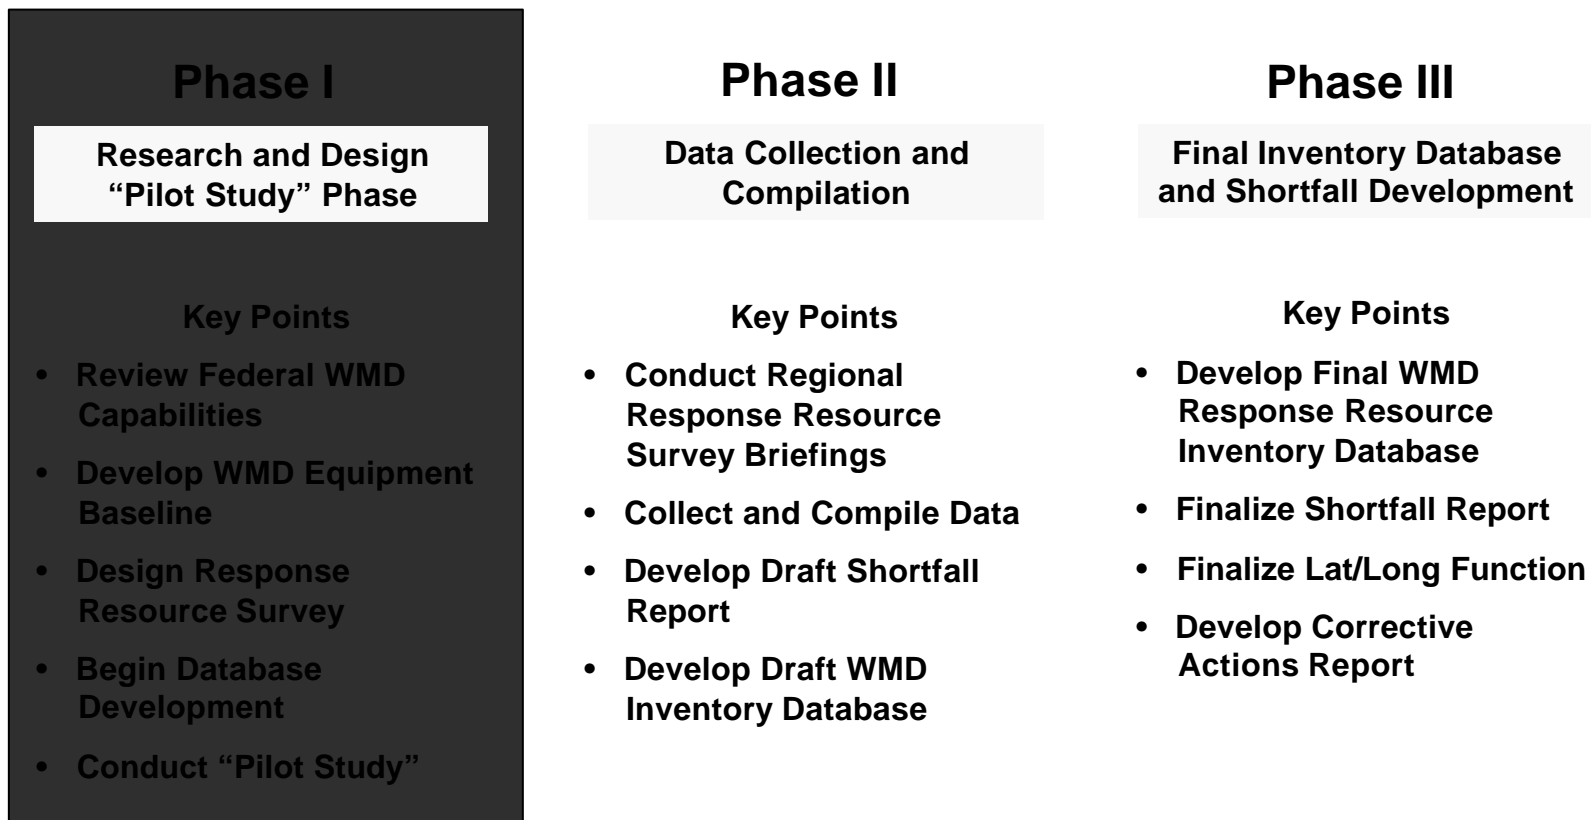 Phase I
Research and Design
“Pilot Study” Phase
Key Points
• Review Federal WMD
Capabilities
• Develop WMD Equipment
Baseline
• Design Response
Resource Survey
• Begin Database
Development
• Conduct “Pilot Study”
Phase II
Data Collection and
Compilation
Key Points
• Conduct Regional
Response Resource
Survey Briefings
• Collect and Compile Data
• Develop Draft Shortfall
Report
• Develop Draft WMD
Inventory Database
Phase III
Final Inventory Database
and Shortfall Development
Key Points
• Develop Final WMD
Response Resource
Inventory Database
• Finalize Shortfall Report
• Finalize Lat/Long Function
• Develop Corrective
Actions Report